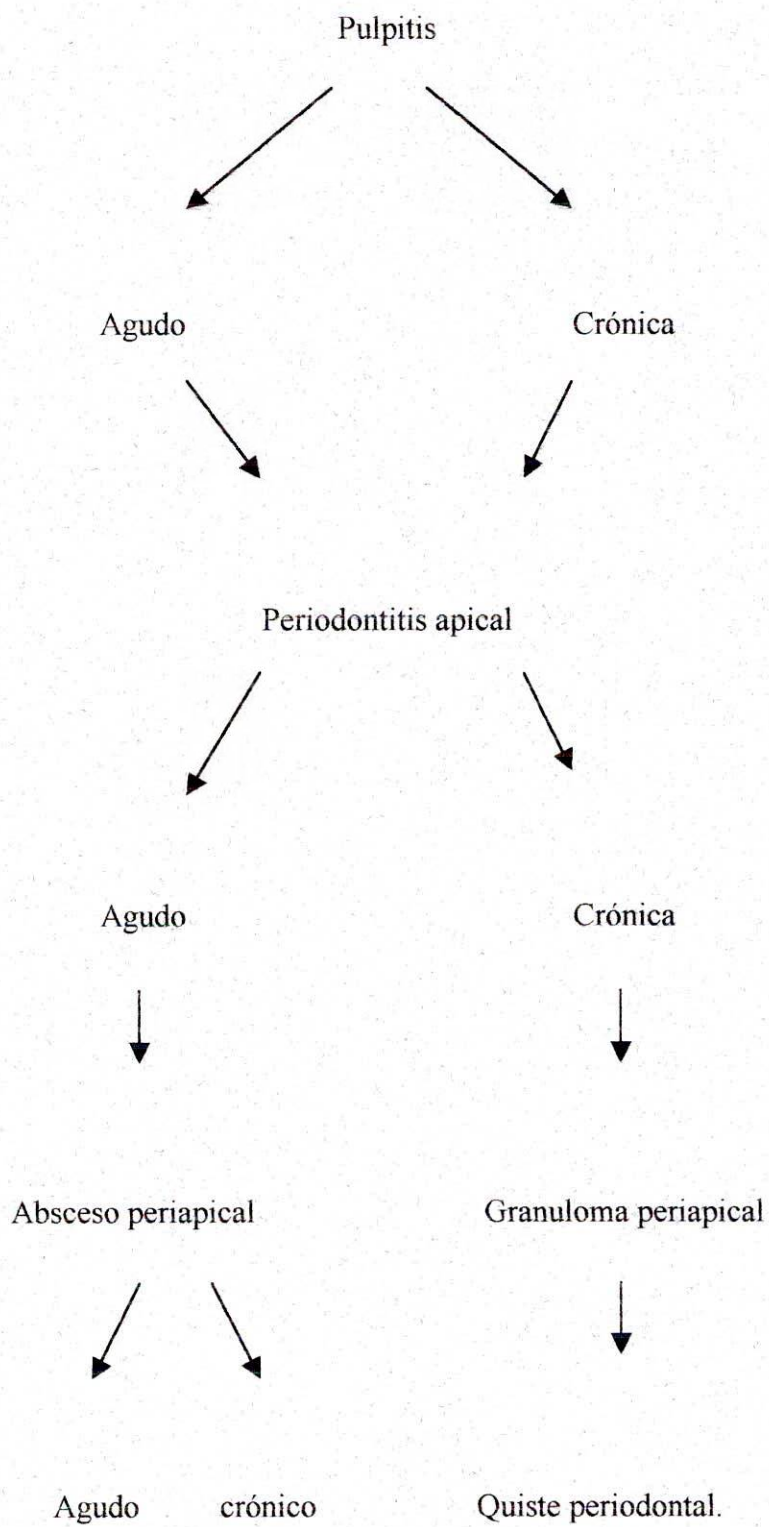 Pulpitis
Agudo Crónica
Periodontitis apical
Agudo Crónica
Absceso periapical Granuloma periapical
Agudo crónico Quiste periodontal.